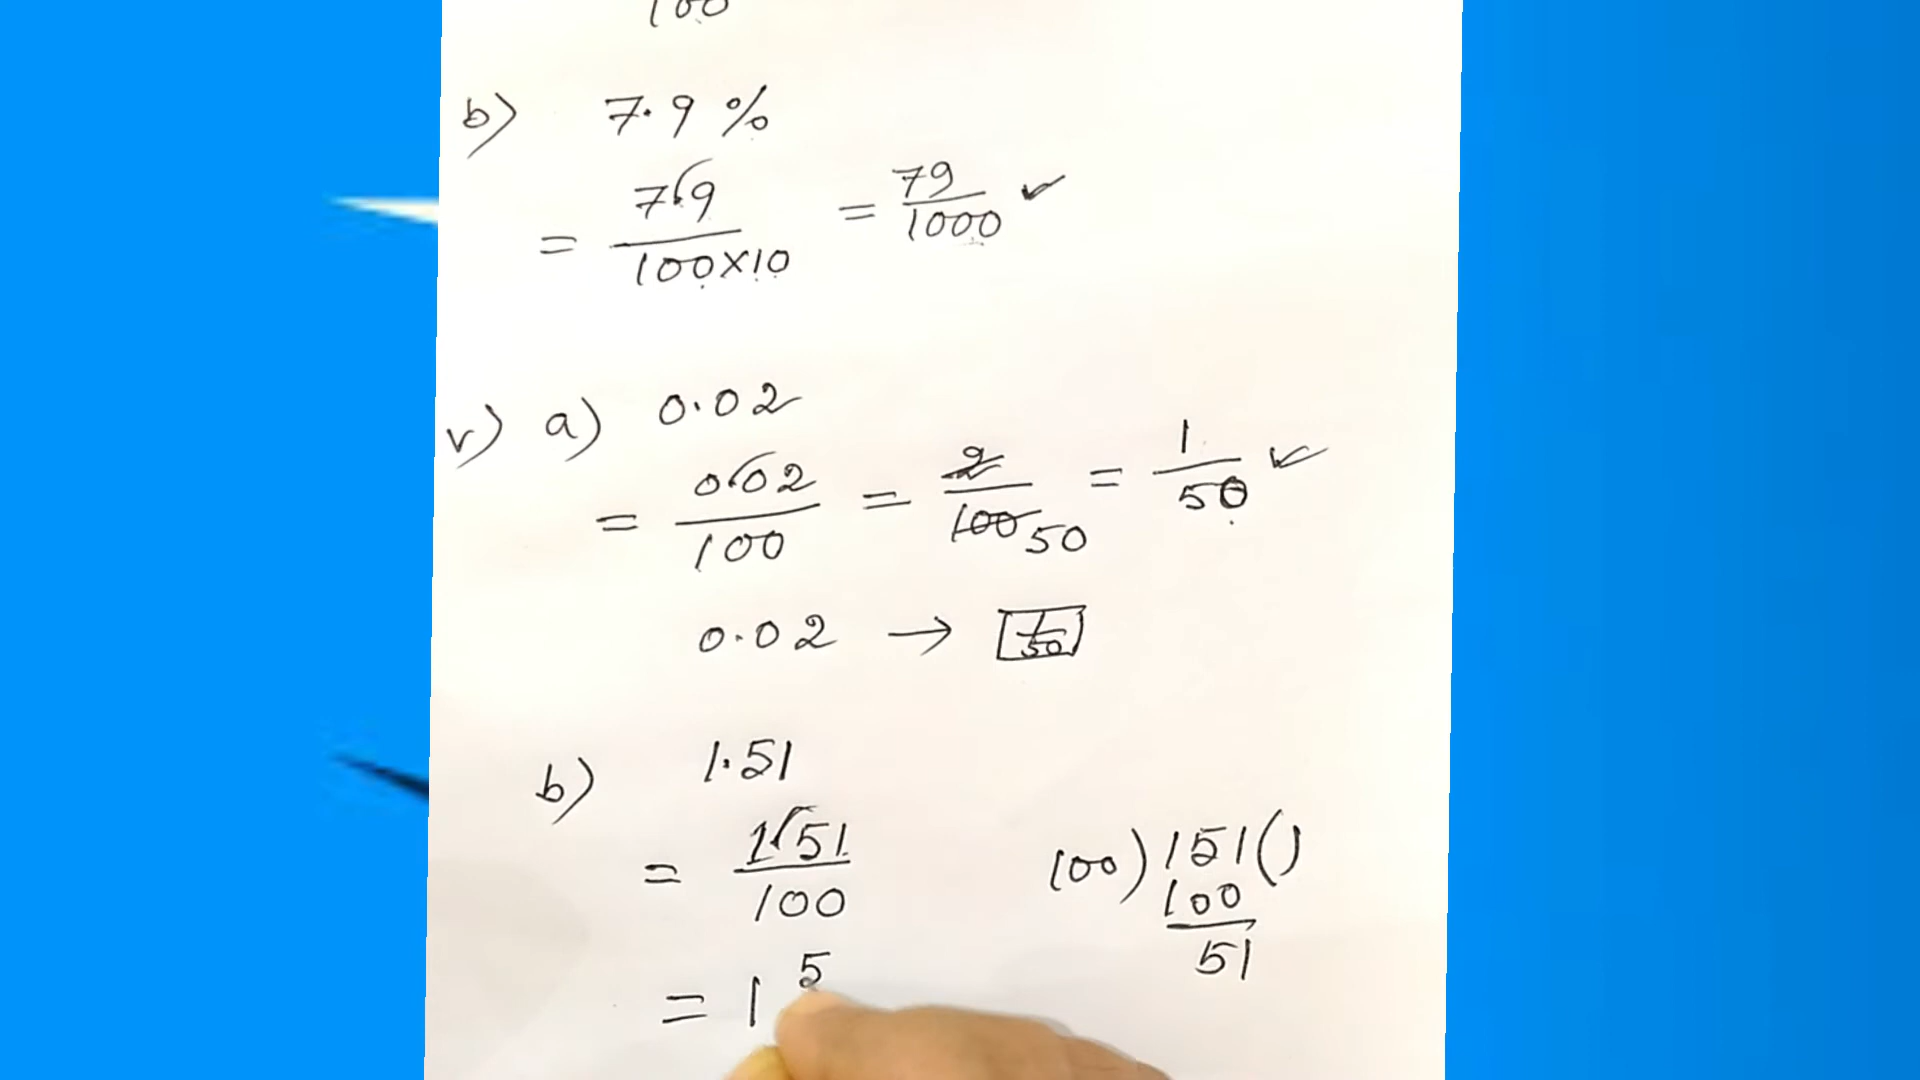 100
b) 7.9 %
= 7.9/100×10 = 79/1000 ✓
v) a) 0.02
= 0.02/100 = 2/100 50 = 1/50 ✓
0.02 → 1/50
b) 1.51
= 1.51/100
100)151(1
100
51
= 1 5